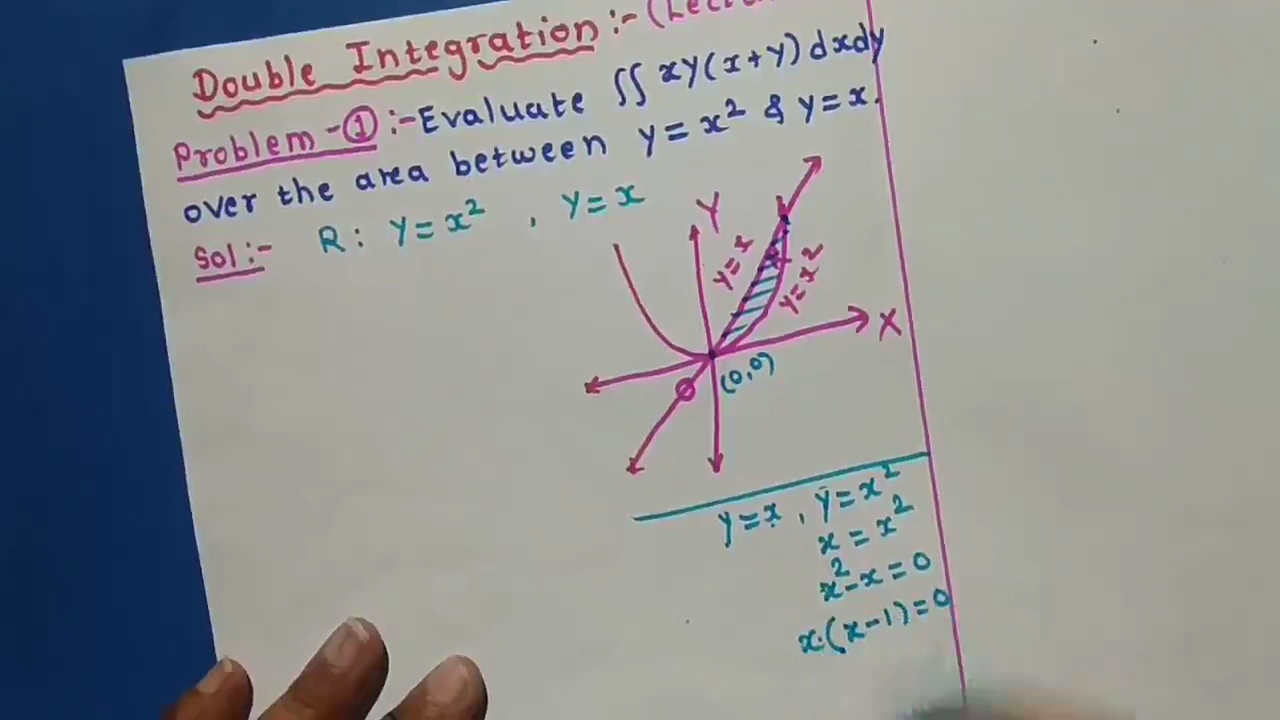 Double Integration:-
Problem-①:- Evaluate ∬ xy(x+y) dxdy
over the area between y=x² & y=x.
Sol:- R: y=x² , y=x
Y
y=x
y=x²
X
(0,0)
y=x , y=x²
x=x²
x²-x=0
x·(x-1)=0